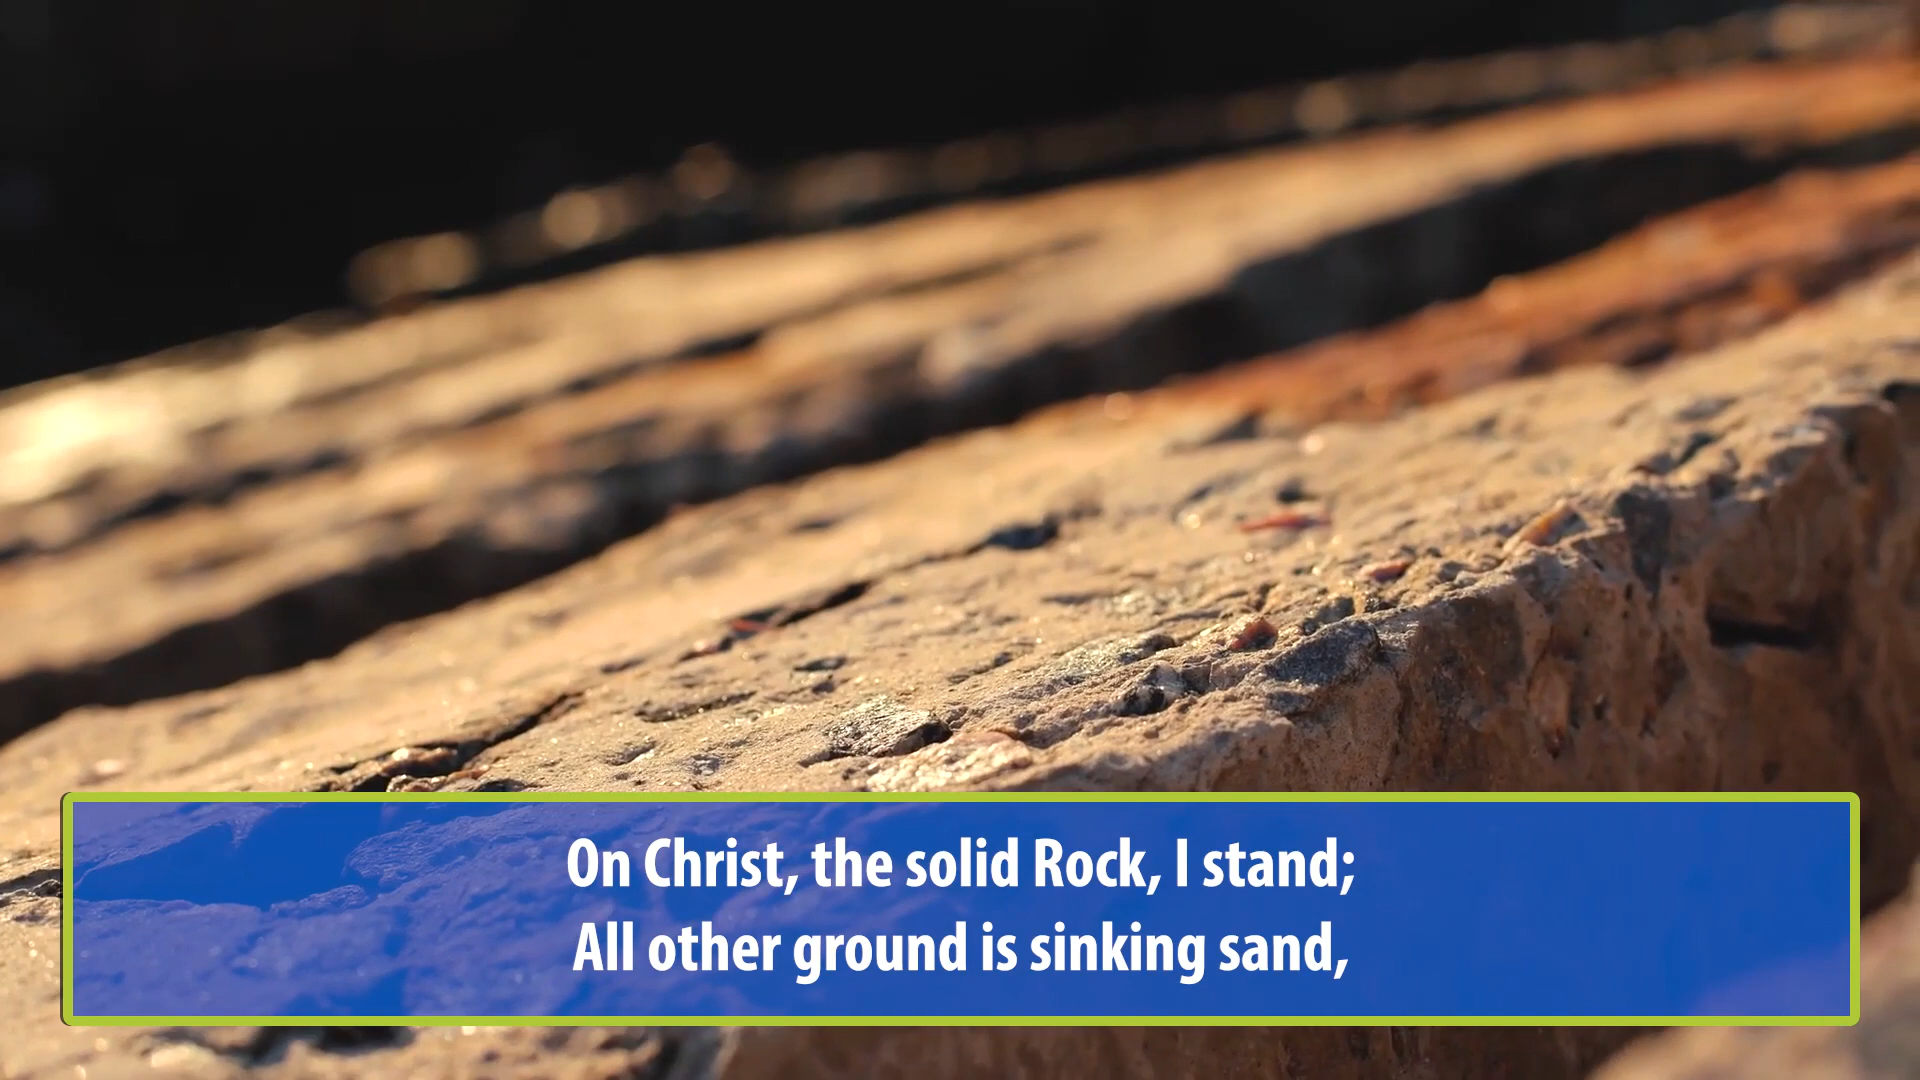 On Christ, the solid Rock, I stand;
All other ground is sinking sand,